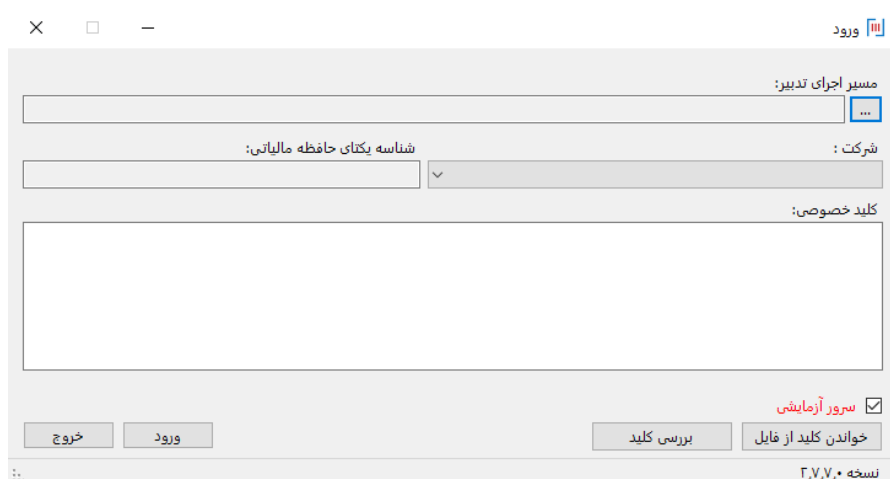 ورود
مسیر اجرای تدبیر:
...
شرکت :
شناسه یکتای حافظه مالیاتی:
کلید خصوصی:
سرور آزمایشی
خواندن کلید از فایل
بررسی کلید
ورود
خروج
نسخه ۲,۷,۷,۰